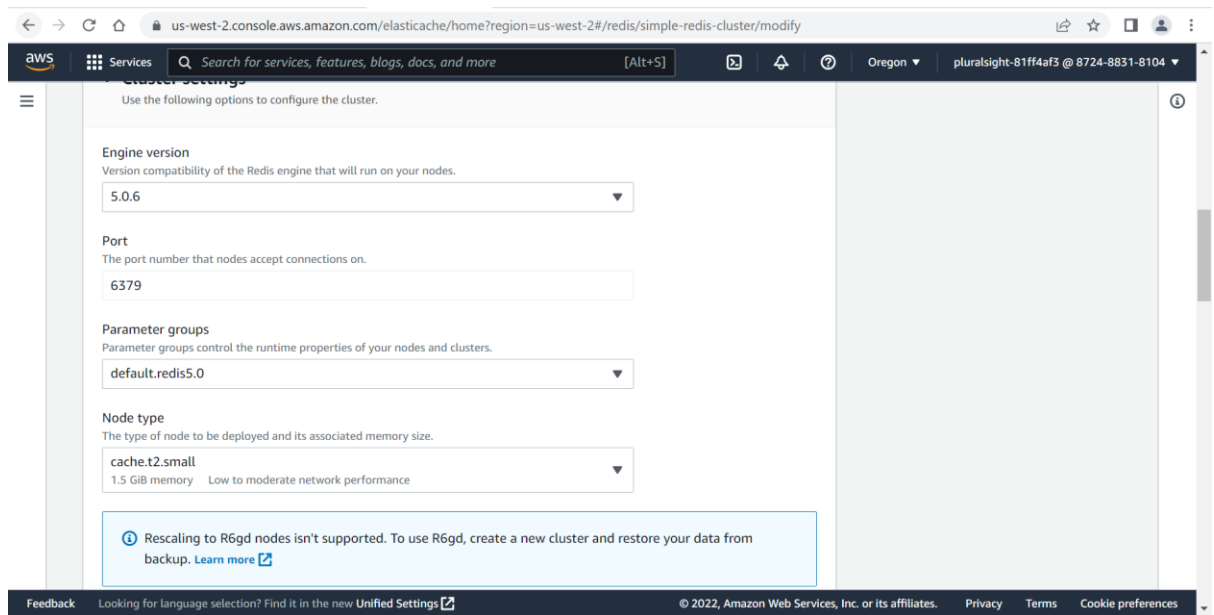 us-west-2.console.aws.amazon.com/elasticache/home?region=us-west-2#/redis/simple-redis-cluster/modify
aws Services Search for services, features, blogs, docs, and more [Alt+S] Oregon pluralsight-81ff4af3 @ 8724-8831-8104
Cluster settings
Use the following options to configure the cluster.
Engine version
Version compatibility of the Redis engine that will run on your nodes.
5.0.6
Port
The port number that nodes accept connections on.
6379
Parameter groups
Parameter groups control the runtime properties of your nodes and clusters.
default.redis5.0
Node type
The type of node to be deployed and its associated memory size.
cache.t2.small
1.5 GiB memory Low to moderate network performance
Rescaling to R6gd nodes isn't supported. To use R6gd, create a new cluster and restore your data from
backup. Learn more
Feedback Looking for language selection? Find it in the new Unified Settings © 2022, Amazon Web Services, Inc. or its affiliates. Privacy Terms Cookie preferences